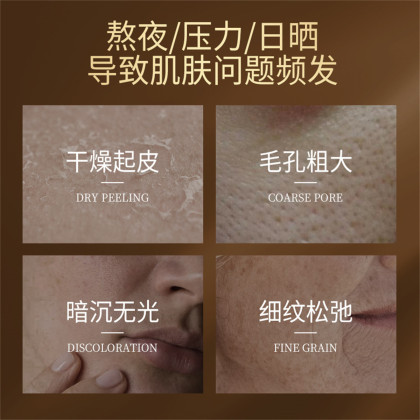 熬夜/压力/日晒
导致肌肤问题频发
干燥起皮
DRY PEELING
毛孔粗大
COARSE PORE
暗沉无光
DISCOLORATION
细纹松弛
FINE GRAIN